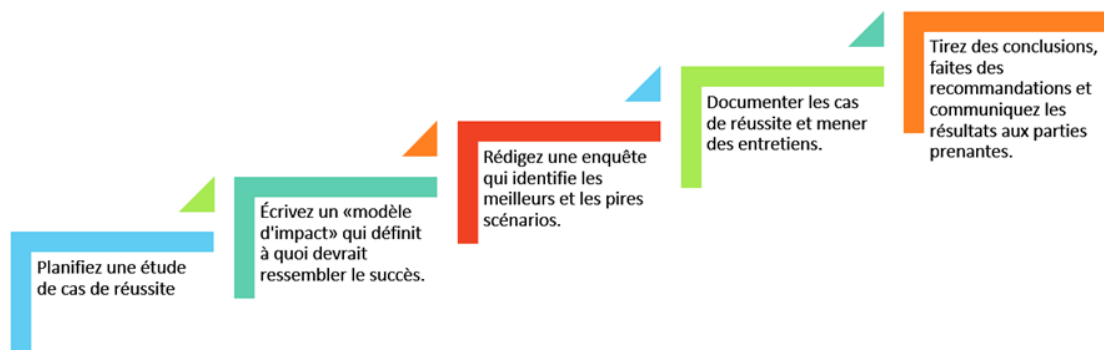 Planifiez une étude
de cas de réussite
Écrivez un «modèle
d'impact» qui définit
à quoi devrait
ressembler le succès.
Rédigez une enquête
qui identifie les
meilleurs et les pires
scénarios.
Documenter les cas
de réussite et mener
des entretiens.
Tirez des conclusions,
faites des
recommandations et
communiquez les
résultats aux parties
prenantes.